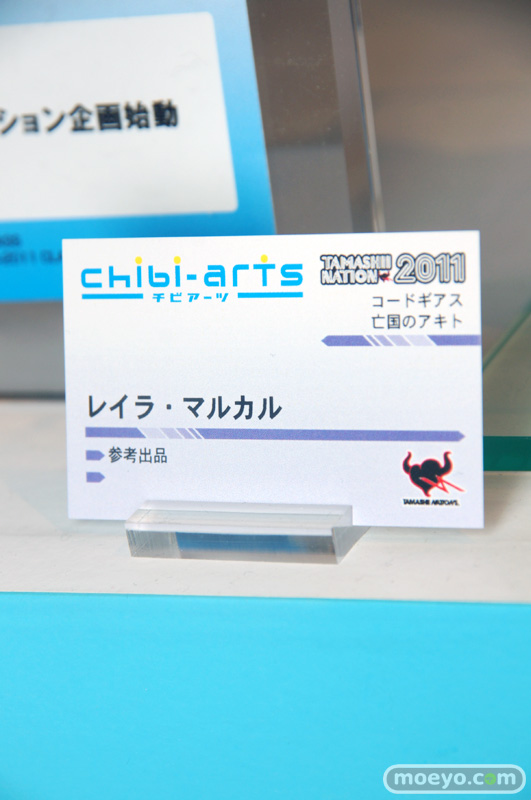 ション企画始動
chibi-arts
チビアーツ
TAMASHII
NATION 2011
コードギアス
亡国のアキト
レイラ・マルカル
参考出品
TAMASHII NATIONS
moeyo.com